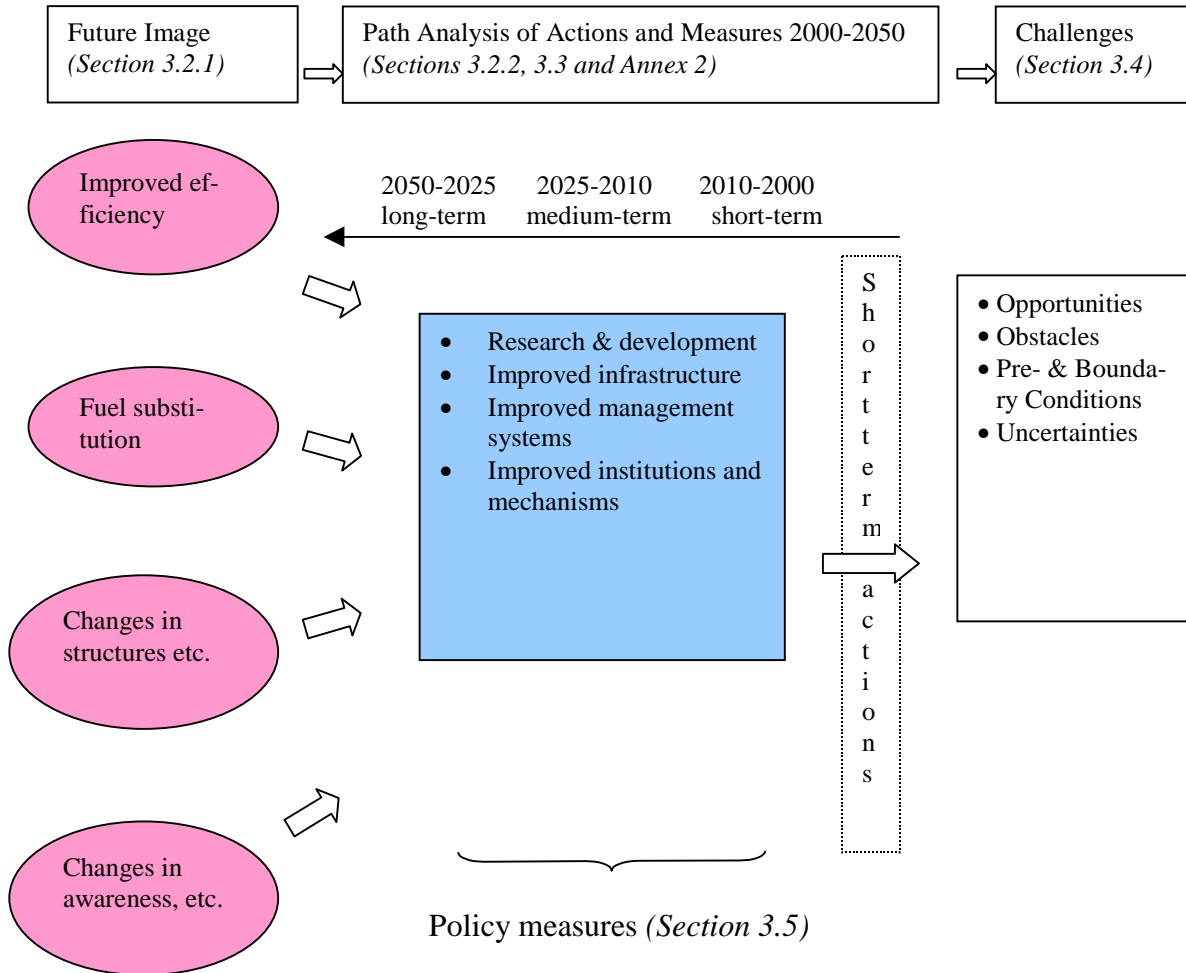 Future Image
(Section 3.2.1)
Path Analysis of Actions and Measures 2000-2050
(Sections 3.2.2, 3.3 and Annex 2)
Challenges
(Section 3.4)
Improved ef-
ficiency
2050-2025
long-term
2025-2010
medium-term
2010-2000
short-term
Fuel substi-
tution
Changes in
structures etc.
Changes in
awareness, etc.
• Research & development
• Improved infrastructure
• Improved management
systems
• Improved institutions and
mechanisms
S
h
o
r
t
t
e
r
m
a
c
t
i
o
n
s
• Opportunities
• Obstacles
• Pre- & Bounda-
ry Conditions
• Uncertainties
Policy measures (Section 3.5)